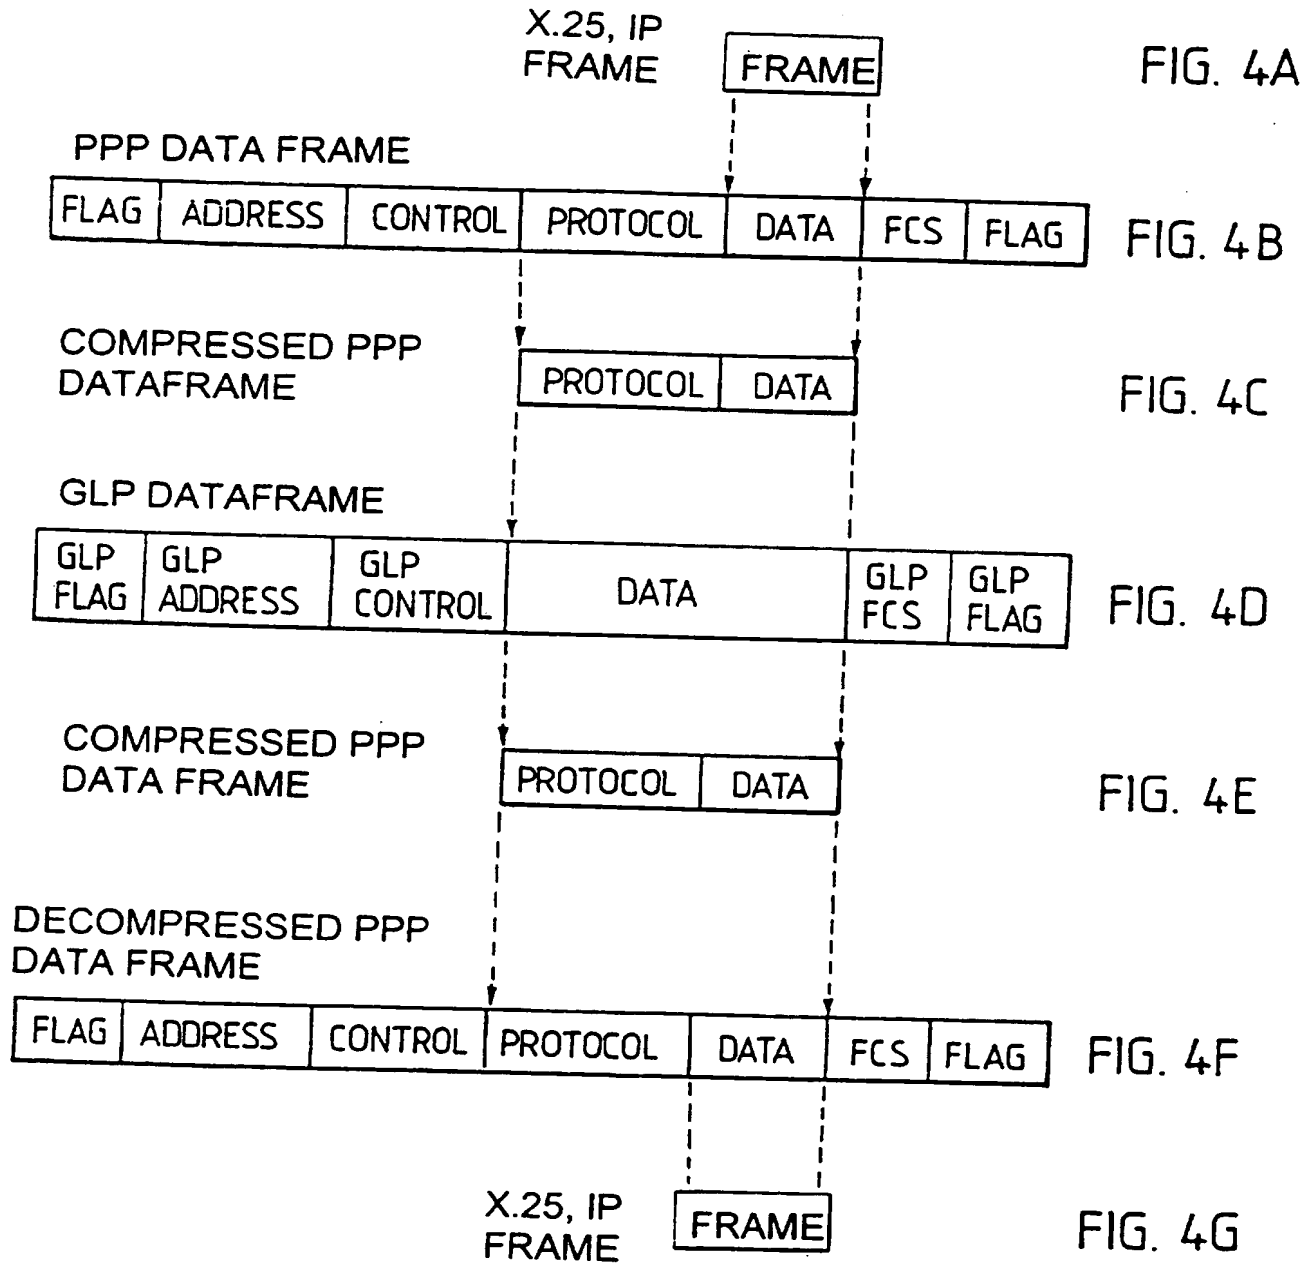 X.25, IP
FRAME
FRAME
FIG. 4A
PPP DATA FRAME
FLAG ADDRESS CONTROL PROTOCOL DATA FCS FLAG
FIG. 4B
COMPRESSED PPP
DATAFRAME
PROTOCOL DATA
FIG. 4C
GLP DATAFRAME
GLP
FLAG
GLP
ADDRESS
GLP
CONTROL
DATA
GLP
FCS
GLP
FLAG
FIG. 4D
COMPRESSED PPP
DATA FRAME
PROTOCOL DATA
FIG. 4E
DECOMPRESSED PPP
DATA FRAME
FLAG ADDRESS CONTROL PROTOCOL DATA FCS FLAG
FIG. 4F
X.25, IP
FRAME
FRAME
FIG. 4G